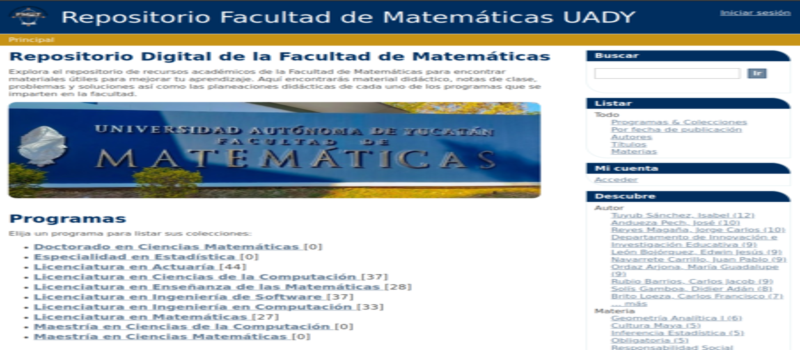 Repositorio Facultad de Matemáticas UADY
Iniciar sesión
Principal
Repositorio Digital de la Facultad de Matemáticas
Explora el repositorio de recursos académicos de la Facultad de Matemáticas para encontrar
materiales útiles para mejorar tu aprendizaje. Aquí encontrarás material didáctico, notas de clase,
problemas y soluciones así como las planeaciones didácticas de cada uno de los programas que se
imparten en la facultad.
UNIVERSIDAD AUTÓNOMA DE YUCATÁN
FACULTAD DE
MATEMÁTICAS
Programas
Elija un programa para listar sus colecciones:
Doctorado en Ciencias Matemáticas [0]
Especialidad en Estadística [0]
Licenciatura en Actuaría [44]
Licenciatura en Ciencias de la Computación [37]
Licenciatura en Enseñanza de las Matemáticas [28]
Licenciatura en Ingeniería de Software [37]
Licenciatura en Ingeniería en Computación [33]
Licenciatura en Matemáticas [27]
Maestría en Ciencias de la Computación [0]
Maestría en Ciencias Matemáticas [0]
Buscar
Ir
Listar
Todo
Programas & Colecciones
Por fecha de publicación
Autores
Títulos
Materias
Mi cuenta
Acceder
Descubre
Autor
Tuyub Sánchez, Isabel (12)
Andueza Pech, José (10)
Reyes Magaña, Jorge Carlos (10)
Departamento de Innovación e
Investigación Educativa (9)
León Bojórquez, Edwin Jesús (9)
Navarrete Carrillo, Juan Pablo (9)
Ordaz Arjona, María Guadalupe
(9)
Rubio Barrios, Carlos Jacob (9)
Solís Gamboa, Didier Adán (8)
Brito Loeza, Carlos Francisco (7)
... más
Materia
Geometría Analítica I (6)
Cultura Maya (5)
Inferencia Estadística (5)
Obligatoria (5)
Responsabilidad Social